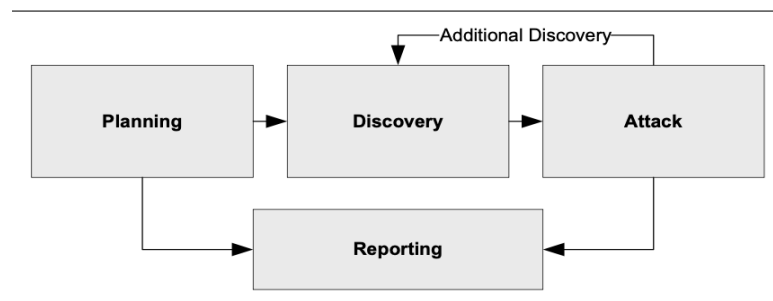 Additional Discovery
Planning
Discovery
Attack
Reporting